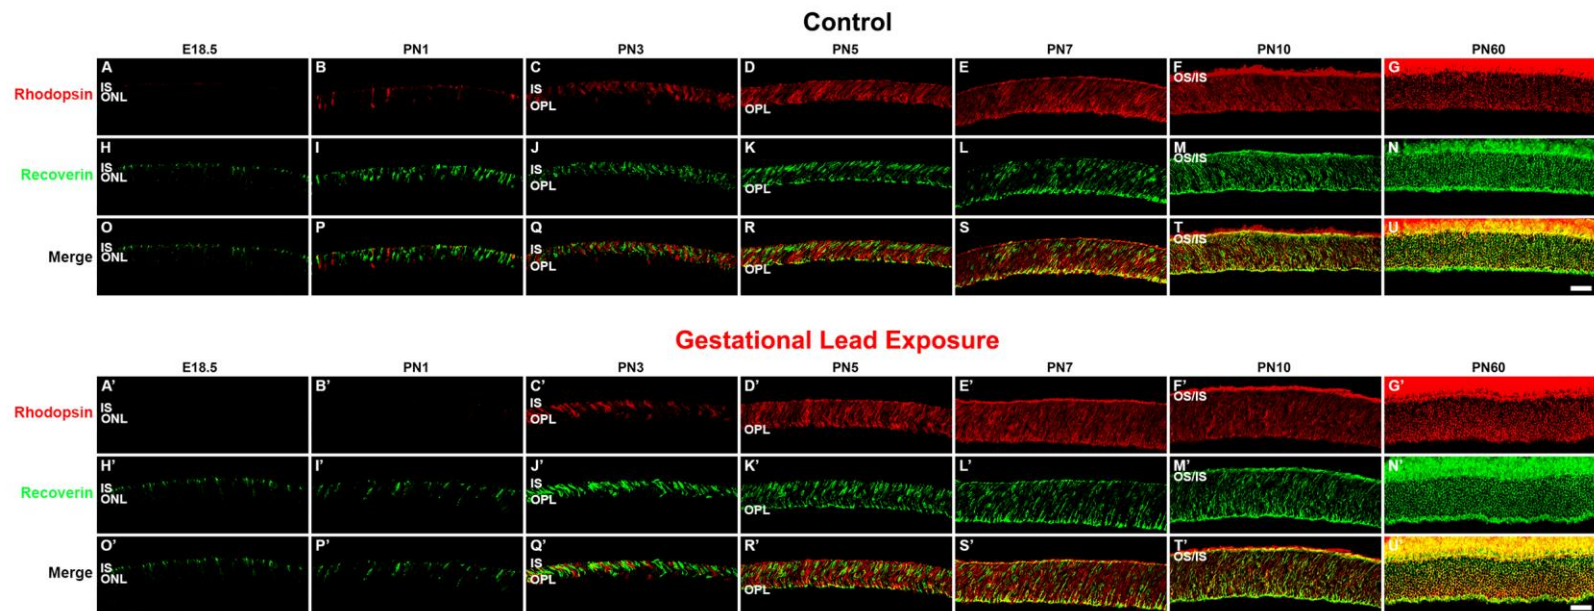 Control
E18.5 PN1 PN3 PN5 PN7 PN10 PN60
Rhodopsin A IS ONL B C IS OPL D OPL E F OS/IS G
Recoverin H IS ONL I J IS OPL K OPL L M OS/IS N
Merge O IS ONL P Q IS OPL R OPL S T OS/IS U
Gestational Lead Exposure
E18.5 PN1 PN3 PN5 PN7 PN10 PN60
Rhodopsin A’ IS ONL B’ C’ IS OPL D’ OPL E’ F’ OS/IS G’
Recoverin H’ IS ONL I’ J’ IS OPL K’ OPL L’ M’ OS/IS N’
Merge O’ IS ONL P’ Q’ IS OPL R’ OPL S’ T’ OS/IS U’